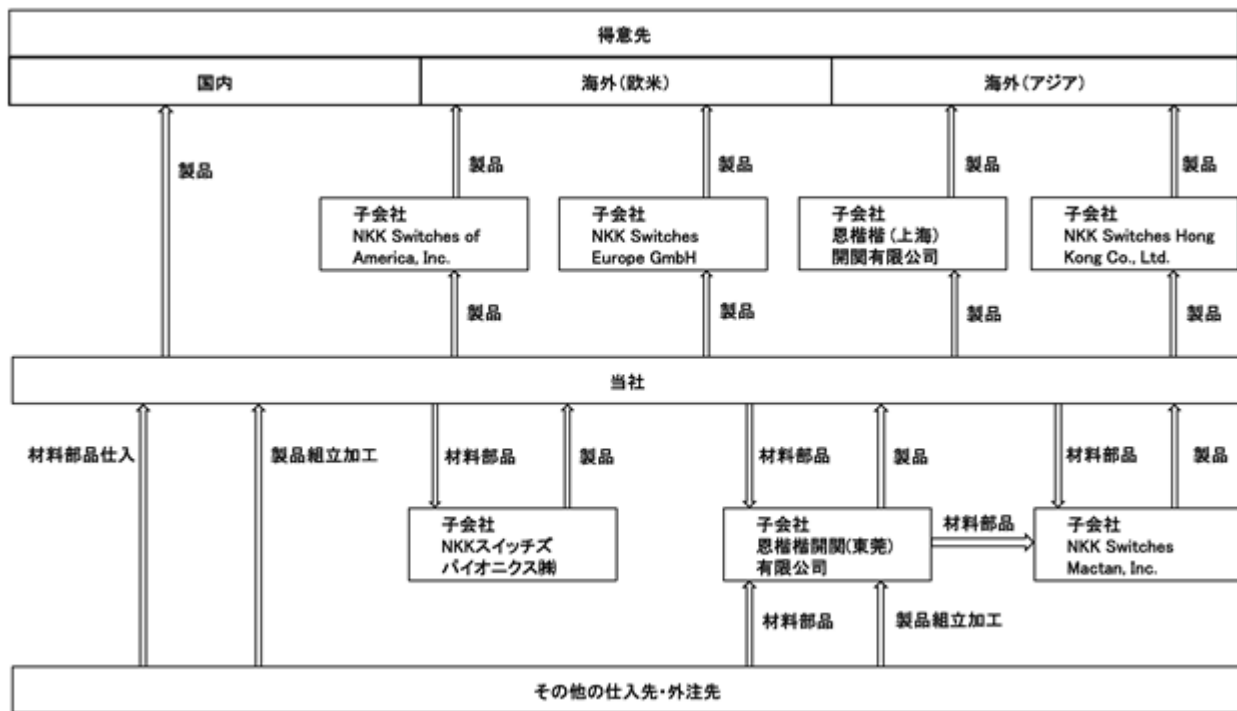 得意先
国内
海外(欧米)
海外(アジア)
製品
製品
製品
製品
製品
子会社
NKK Switches of
America, Inc.
子会社
NKK Switches
Europe GmbH
子会社
恩楷楷(上海)
開関有限公司
子会社
NKK Switches Hong
Kong Co., Ltd.
製品
製品
製品
製品
当社
材料部品仕入
製品組立加工
材料部品
製品
材料部品
製品
材料部品
製品
子会社
NKKスイッチズ
パイオニクス㈱
子会社
恩楷楷開関(東莞)
有限公司
材料部品
子会社
NKK Switches
Mactan, Inc.
材料部品
製品組立加工
その他の仕入先・外注先